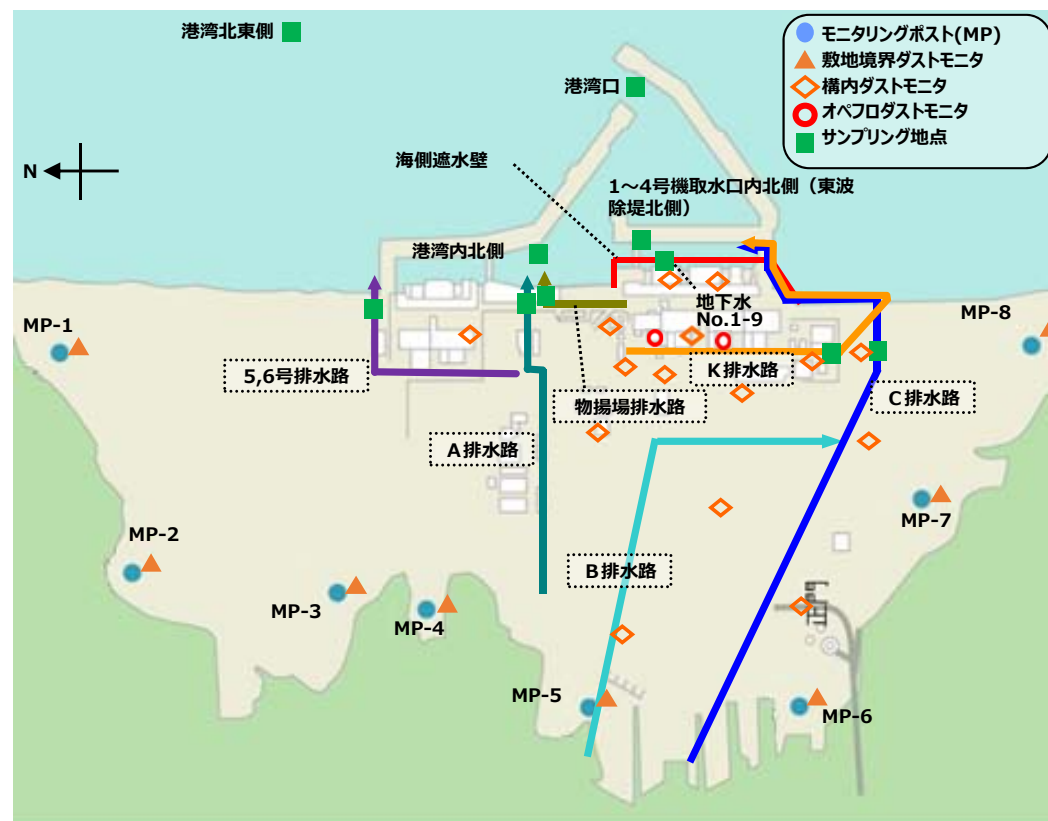 港湾北東側
港湾口
モニタリングポスト(MP)
敷地境界ダストモニタ
構内ダストモニタ
オペフロダストモニタ
サンプリング地点
N
海側遮水壁
1～4号機取水口内北側（東波
除堤北側）
港湾内北側
地下水
No.1-9
MP-1
MP-8
5,6号排水路
K排水路
物揚場排水路
C排水路
A排水路
MP-7
MP-2
B排水路
MP-3
MP-4
正門
MP-5
MP-6